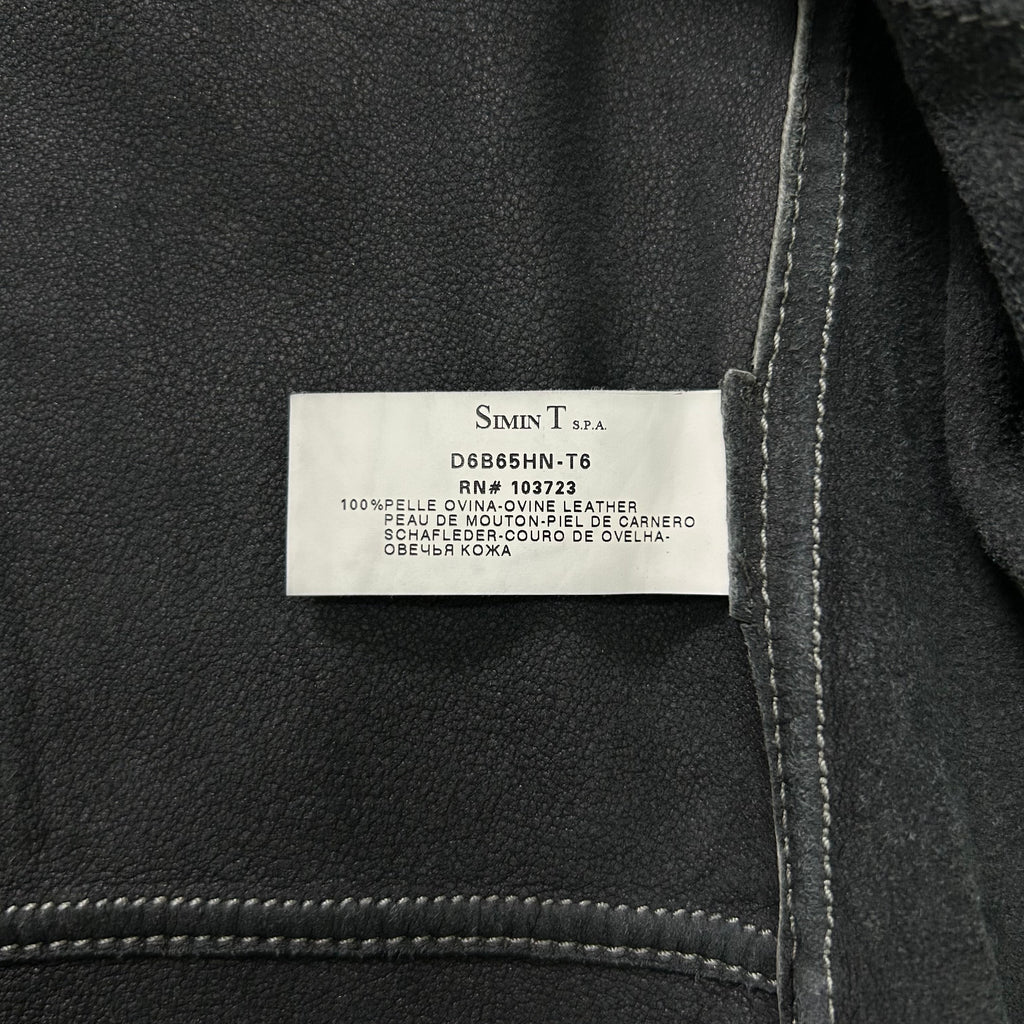 SIMIN T S.P.A.
D6B65HN-T6
RN# 103723
100%PELLE OVINA-OVINE LEATHER
PEAU DE MOUTON-PIEL DE CARNERO
SCHAFLEDER-COURO DE OVELHA-
ОВЕЧЬЯ КОЖА